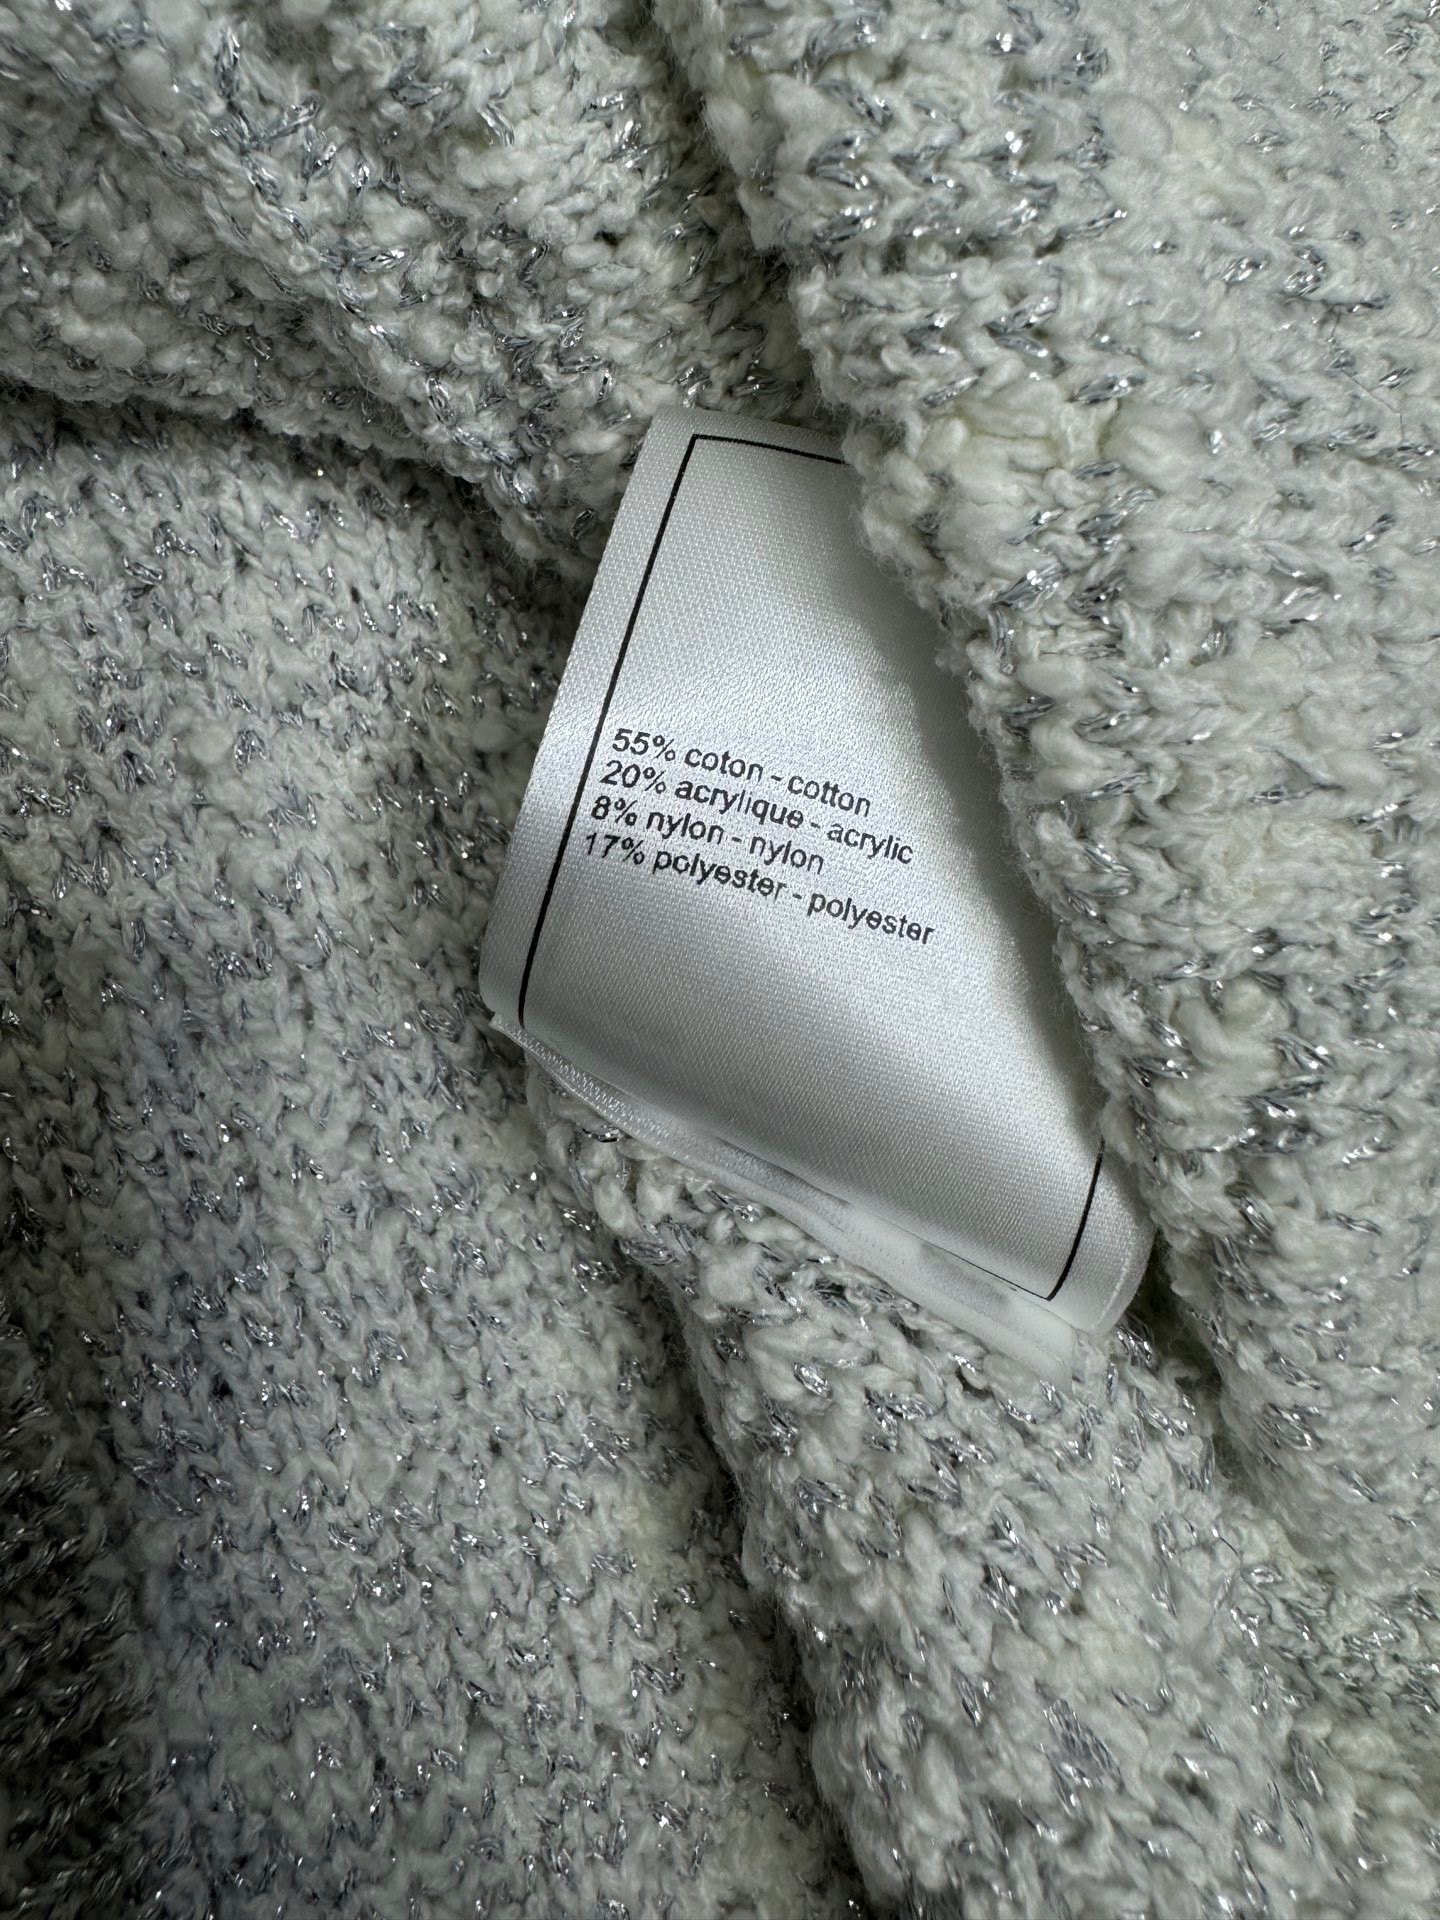 55% coton - cotton
20% acrylique - acrylic
8% nylon - nylon
17% polyester - polyester